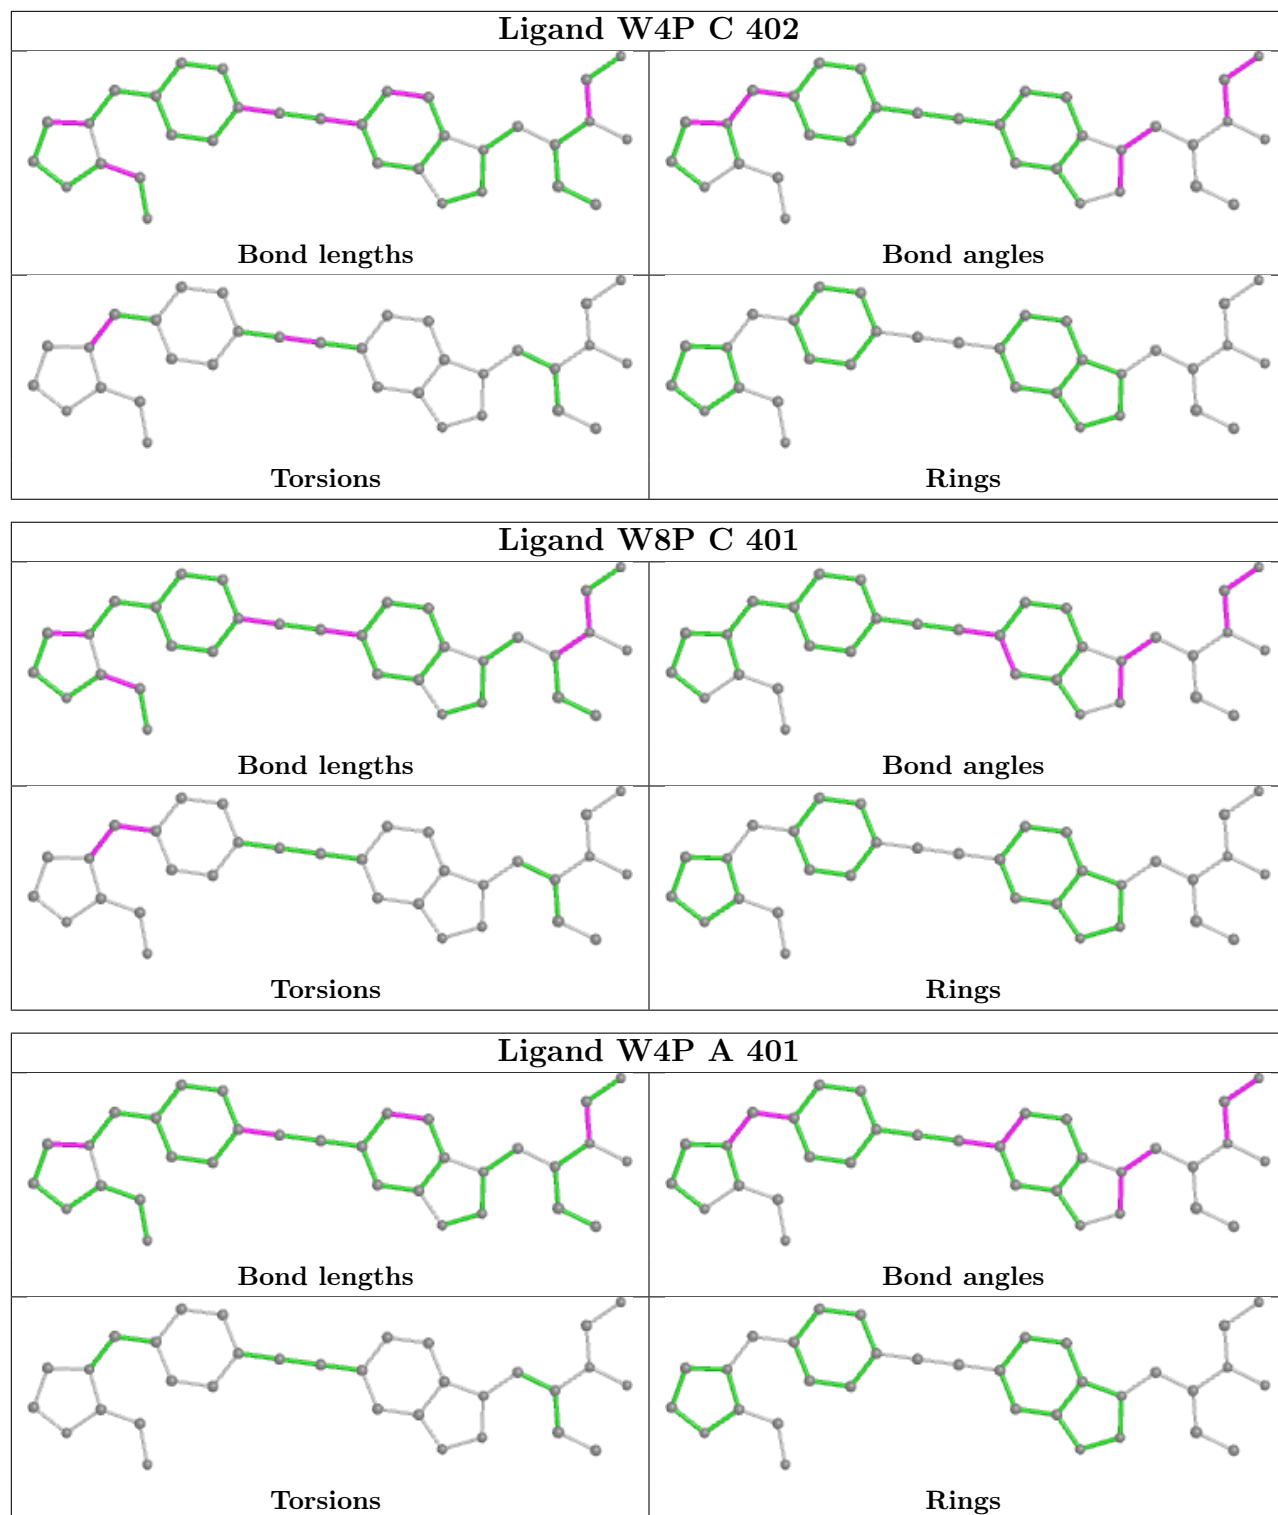 Ligand W4P C 402
Bond lengths
Bond angles
Torsions
Rings
Ligand W8P C 401
Bond lengths
Bond angles
Torsions
Rings
Ligand W4P A 401
Bond lengths
Bond angles
Torsions
Rings